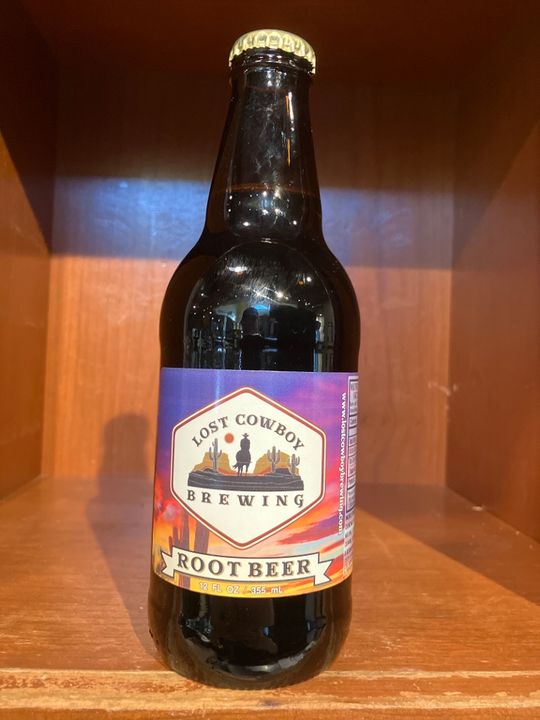 LOST COWBOY
BREWING
ROOT BEER
12 FL OZ / 355 mL
www.lostcowboybrewing.com